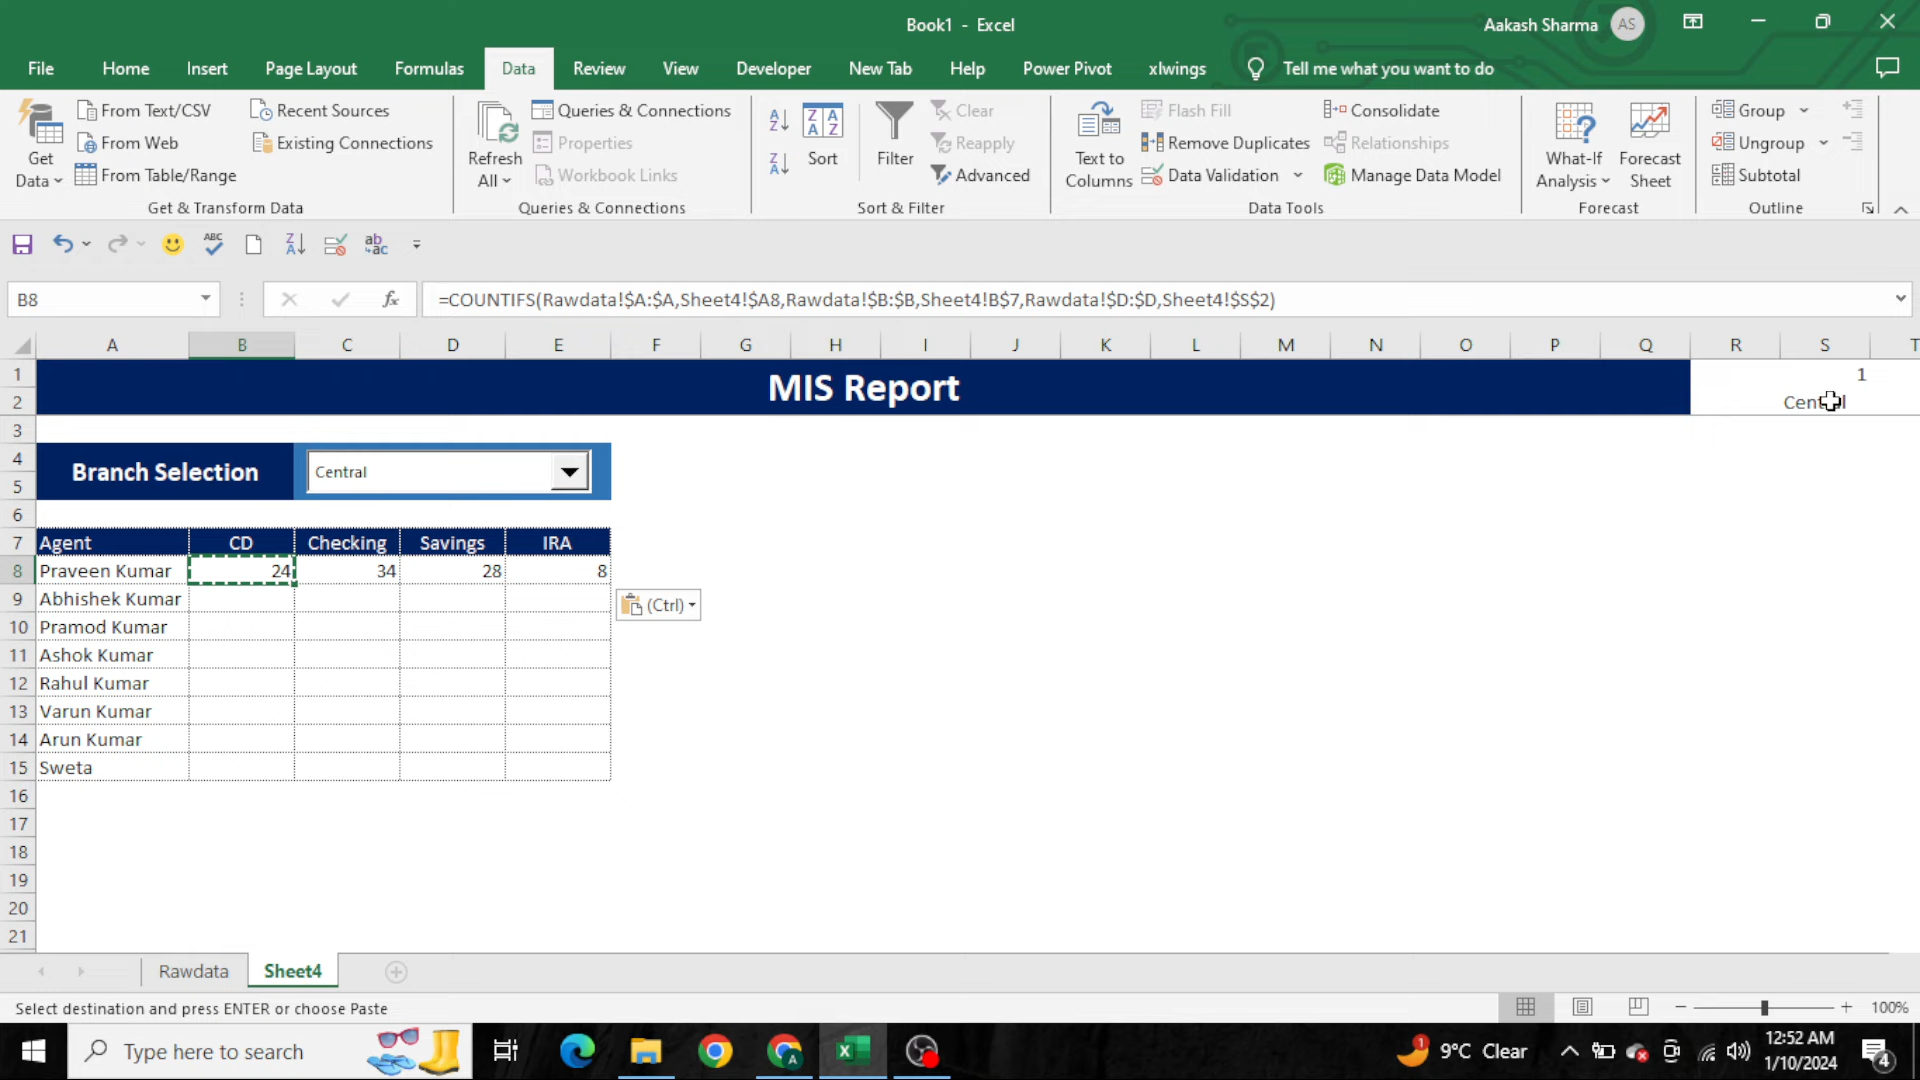 Book1 - Excel
Aakash Sharma AS
File Home Insert Page Layout Formulas Data Review View Developer New Tab Help Power Pivot xlwings Tell me what you want to do
Get Data
From Text/CSV
From Web
From Table/Range
Recent Sources
Existing Connections
Get & Transform Data
Refresh All
Queries & Connections
Properties
Workbook Links
Queries & Connections
Sort
Filter
Clear
Reapply
Advanced
Sort & Filter
Text to Columns
Flash Fill
Remove Duplicates
Data Validation
Consolidate
Relationships
Manage Data Model
Data Tools
What-If Analysis
Forecast Sheet
Forecast
Group
Ungroup
Subtotal
Outline
B8 fx =COUNTIFS(Rawdata!$A:$A,Sheet4!$A8,Rawdata!$B:$B,Sheet4!B$7,Rawdata!$D:$D,Sheet4!$S$2)
A B C D E F G H I J K L M N O P Q R S T
1 MIS Report 1
2 Central
3
4 Branch Selection Central
5
6
7 Agent CD Checking Savings IRA
8 Praveen Kumar 24 34 28 8
9 Abhishek Kumar (Ctrl)
10 Pramod Kumar
11 Ashok Kumar
12 Rahul Kumar
13 Varun Kumar
14 Arun Kumar
15 Sweta
16
17
18
19
20
21
Rawdata Sheet4
Select destination and press ENTER or choose Paste 100%
Type here to search 1 9°C Clear 12:52 AM
1/10/2024 4